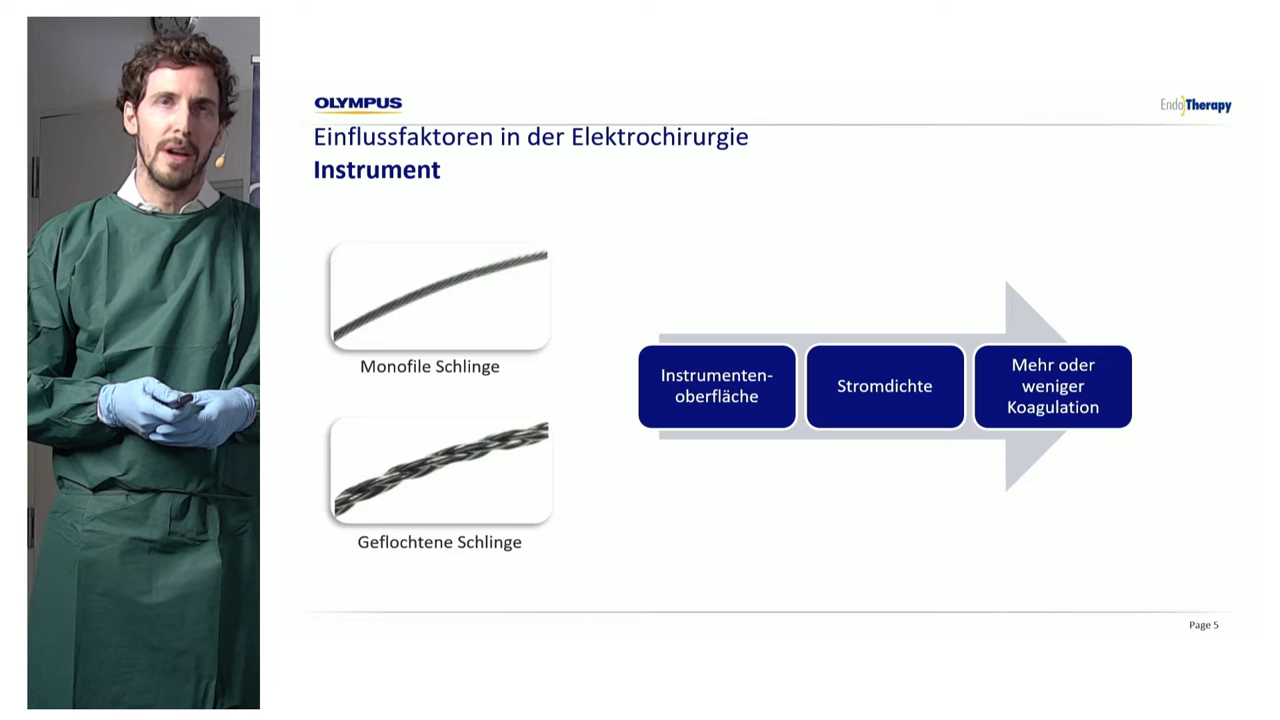 OLYMPUS
EndoTherapy
Einflussfaktoren in der Elektrochirurgie
Instrument
Monofile Schlinge
Geflochtene Schlinge
Instrumenten-
oberfläche
Stromdichte
Mehr oder
weniger
Koagulation
Page 5